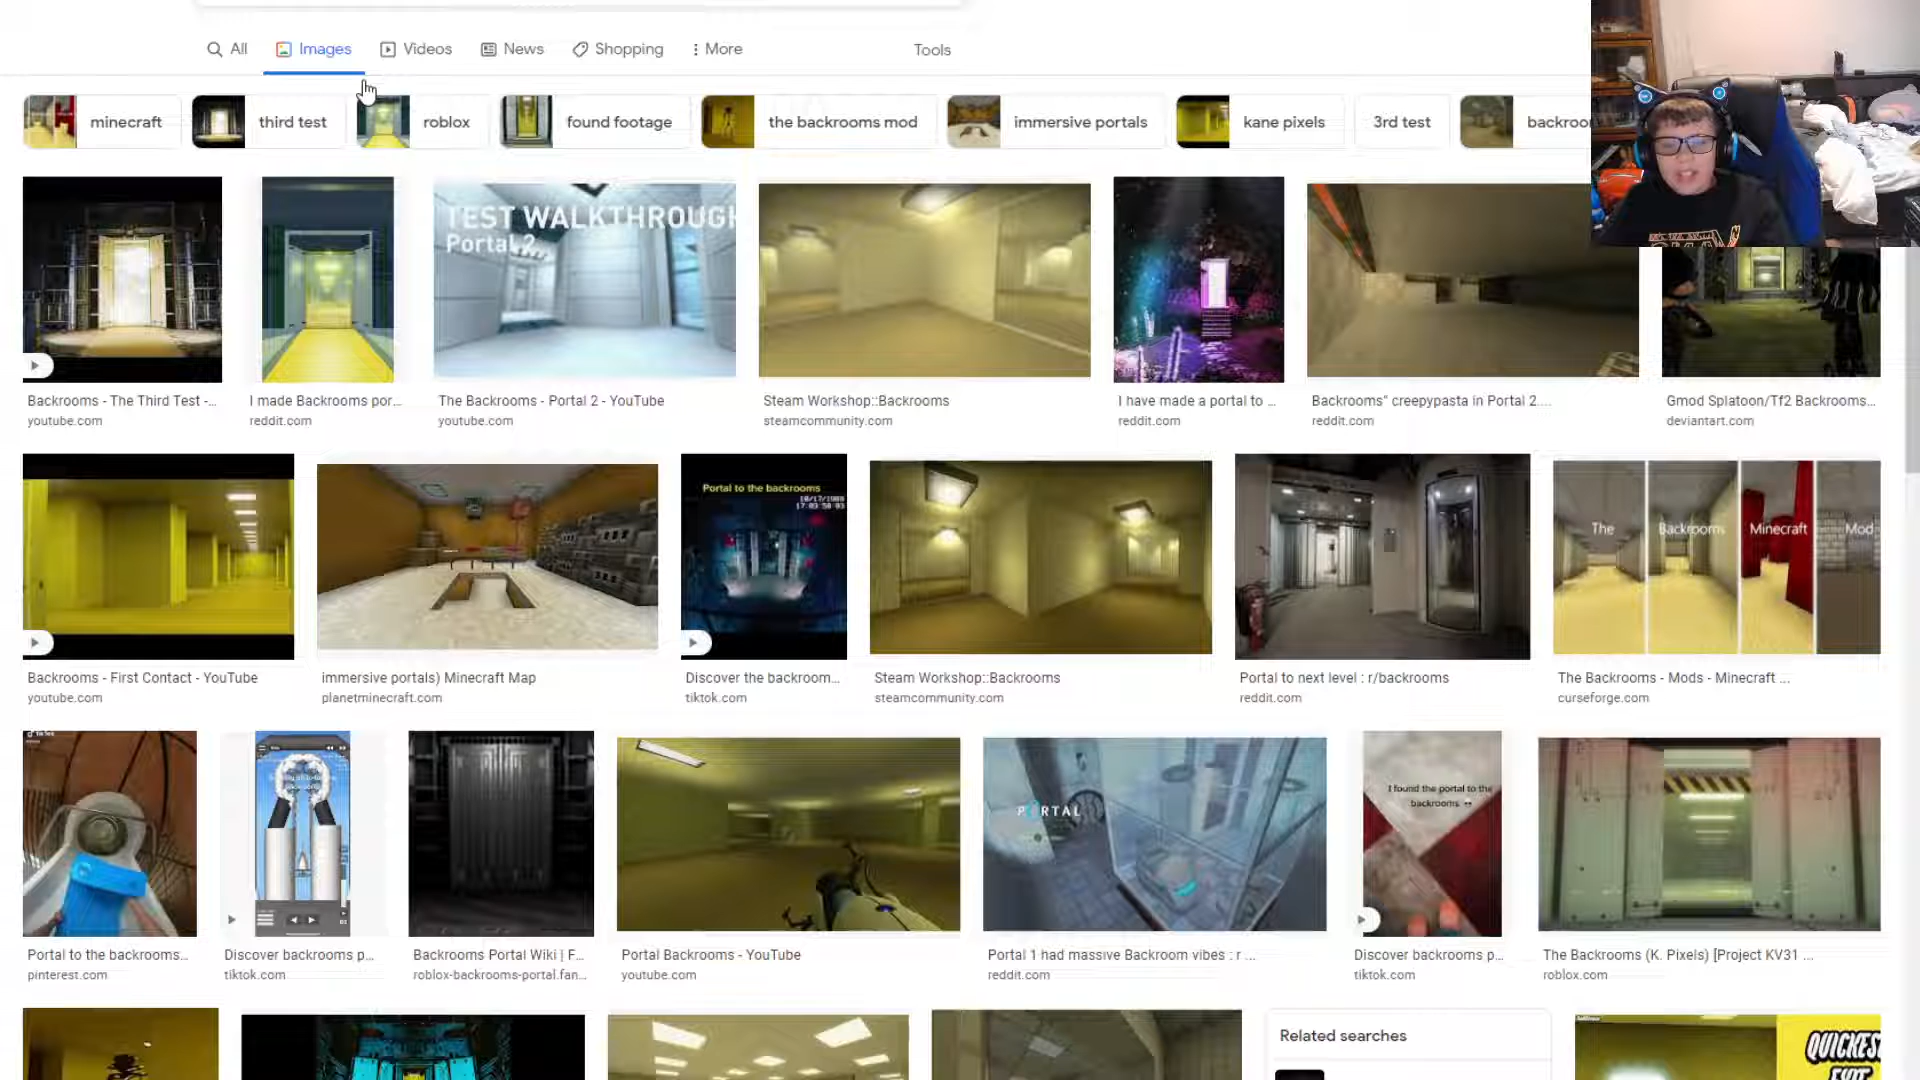 All
Images
Videos
News
Shopping
More
Tools
minecraft
third test
roblox
found footage
the backrooms mod
immersive portals
kane pixels
3rd test
backroo
TEST WALKTHROUGH
Portal 2
Backrooms - The Third Test -...
youtube.com
I made Backrooms por...
reddit.com
The Backrooms - Portal 2 - YouTube
youtube.com
Steam Workshop::Backrooms
steamcommunity.com
I have made a portal to ...
reddit.com
Backrooms" creepypasta in Portal 2....
reddit.com
Gmod Splatoon/Tf2 Backrooms...
deviantart.com
Portal to the backrooms
The Backrooms Minecraft Mod
Backrooms - First Contact - YouTube
youtube.com
immersive portals) Minecraft Map
planetminecraft.com
Discover the backroom...
tiktok.com
Steam Workshop::Backrooms
steamcommunity.com
Portal to next level : r/backrooms
reddit.com
The Backrooms - Mods - Minecraft ...
curseforge.com
PORTAL
I found the portal to the
backrooms
Portal to the backrooms...
pinterest.com
Discover backrooms p...
tiktok.com
Backrooms Portal Wiki | F...
roblox-backrooms-portal.fan...
Portal Backrooms - YouTube
youtube.com
Portal 1 had massive Backroom vibes : r ...
reddit.com
Discover backrooms p...
tiktok.com
The Backrooms (K. Pixels) [Project KV31 ...
roblox.com
Related searches
QUICKES